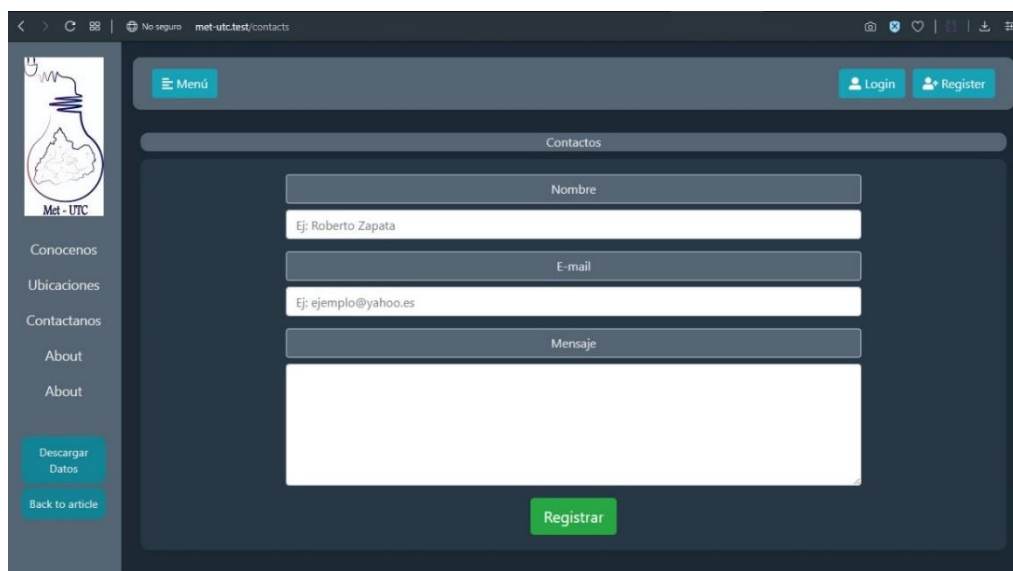 No seguro met-utc.test/contacts
Met - UTC
Menú
Login
Register
Conocenos
Ubicaciones
Contactanos
About
About
Descargar
Datos
Back to article
Contactos
Nombre
Ej: Roberto Zapata
E-mail
Ej: ejemplo@yahoo.es
Mensaje
Registrar